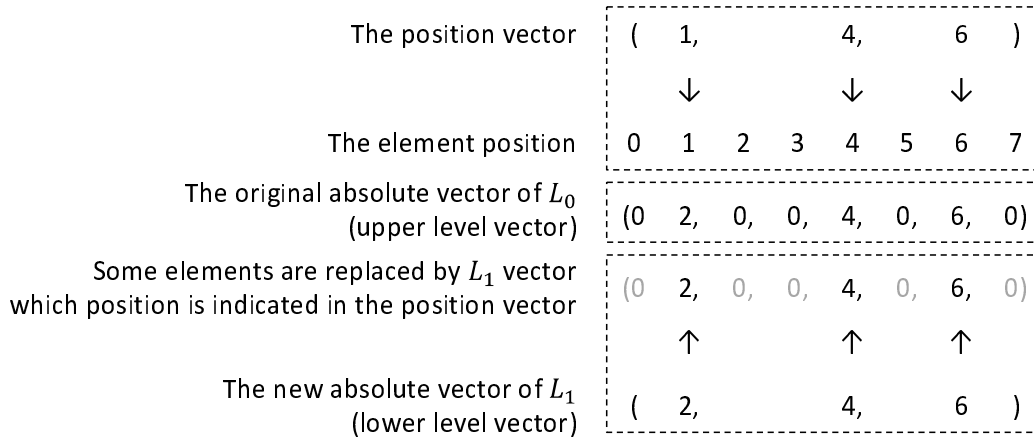 The position vector ( 1, 4, 6 )
↓ ↓ ↓
The element position 0 1 2 3 4 5 6 7
The original absolute vector of L₀
(upper level vector) (0 2, 0, 0, 4, 0, 6, 0)
Some elements are replaced by L₁ vector
which position is indicated in the position vector (0 2, 0, 0, 4, 0, 6, 0)
↑ ↑ ↑
The new absolute vector of L₁
(lower level vector) ( 2, 4, 6 )